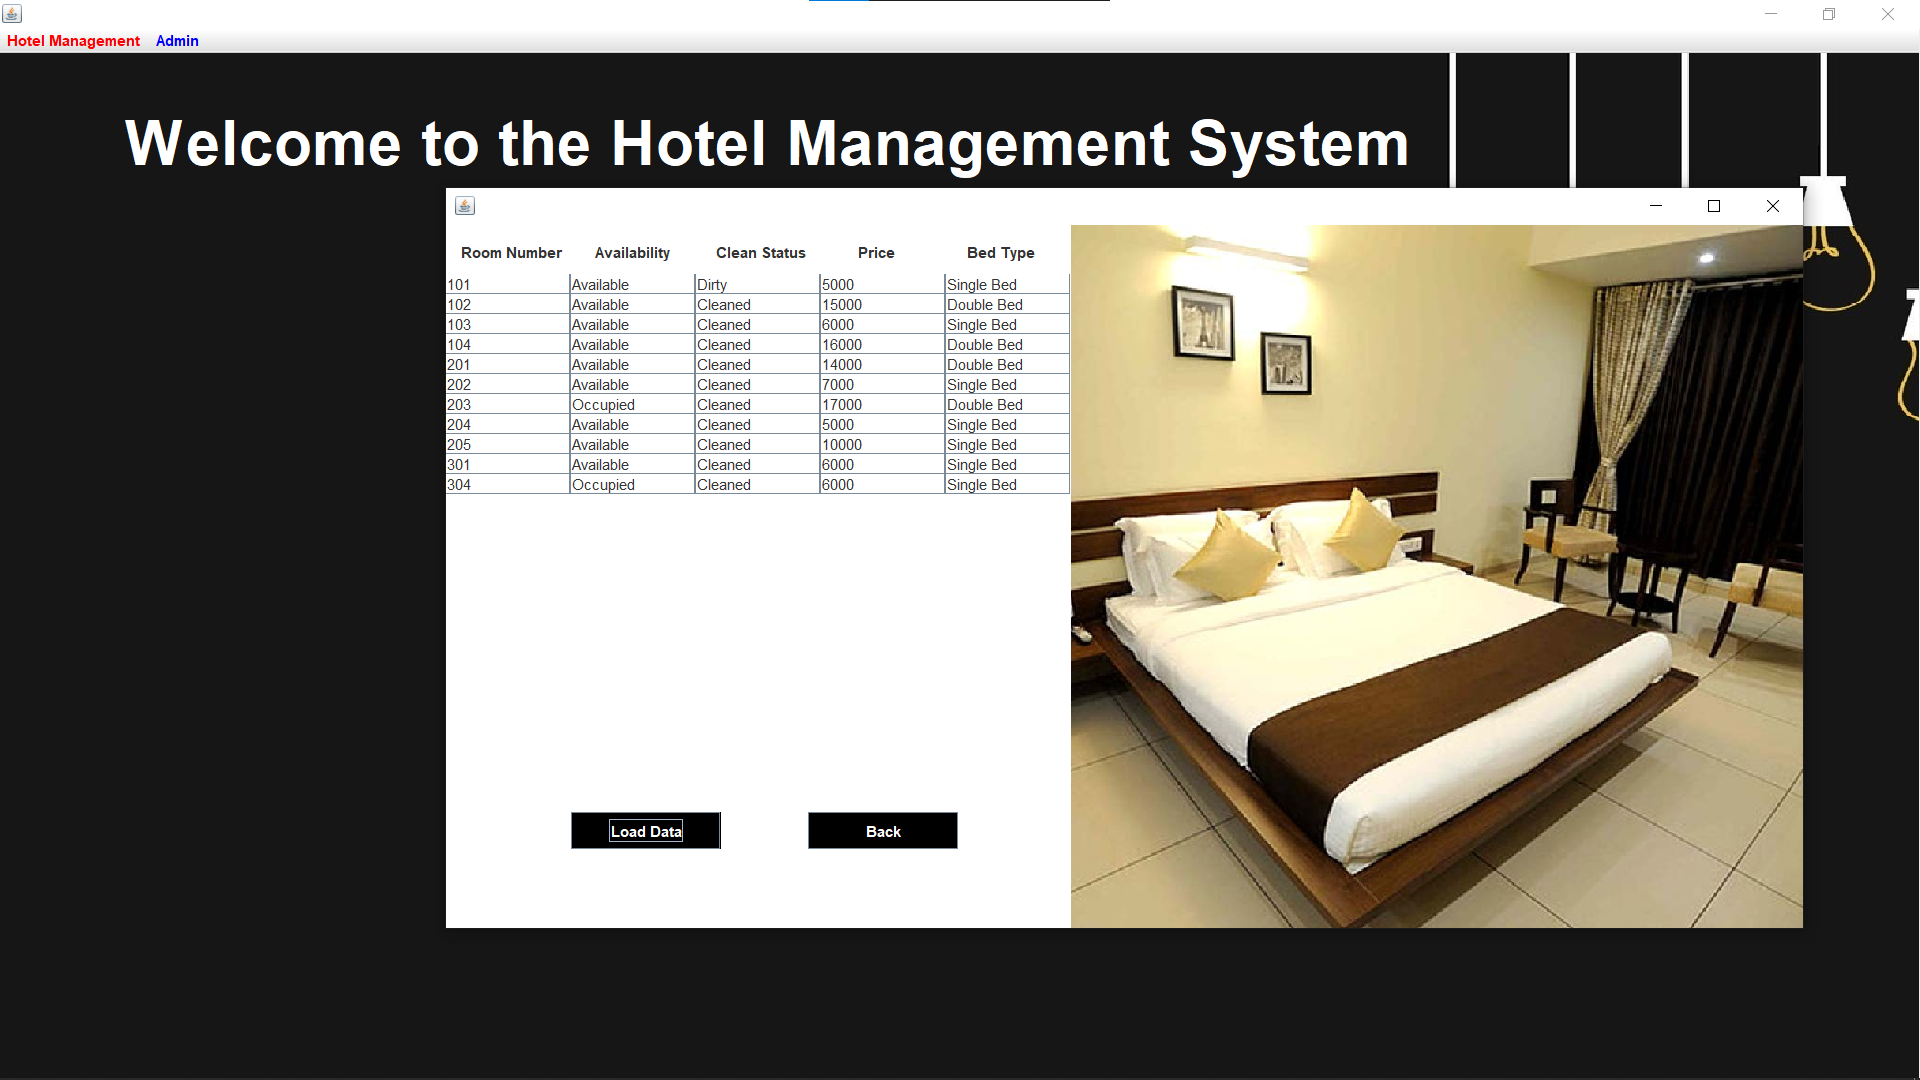 Hotel Management Admin
Welcome to the Hotel Management System
Room Number Availability Clean Status Price Bed Type
101 Available Dirty 5000 Single Bed
102 Available Cleaned 15000 Double Bed
103 Available Cleaned 6000 Single Bed
104 Available Cleaned 16000 Double Bed
201 Available Cleaned 14000 Double Bed
202 Available Cleaned 7000 Single Bed
203 Occupied Cleaned 17000 Double Bed
204 Available Cleaned 5000 Single Bed
205 Available Cleaned 10000 Single Bed
301 Available Cleaned 6000 Single Bed
304 Occupied Cleaned 6000 Single Bed
Load Data Back